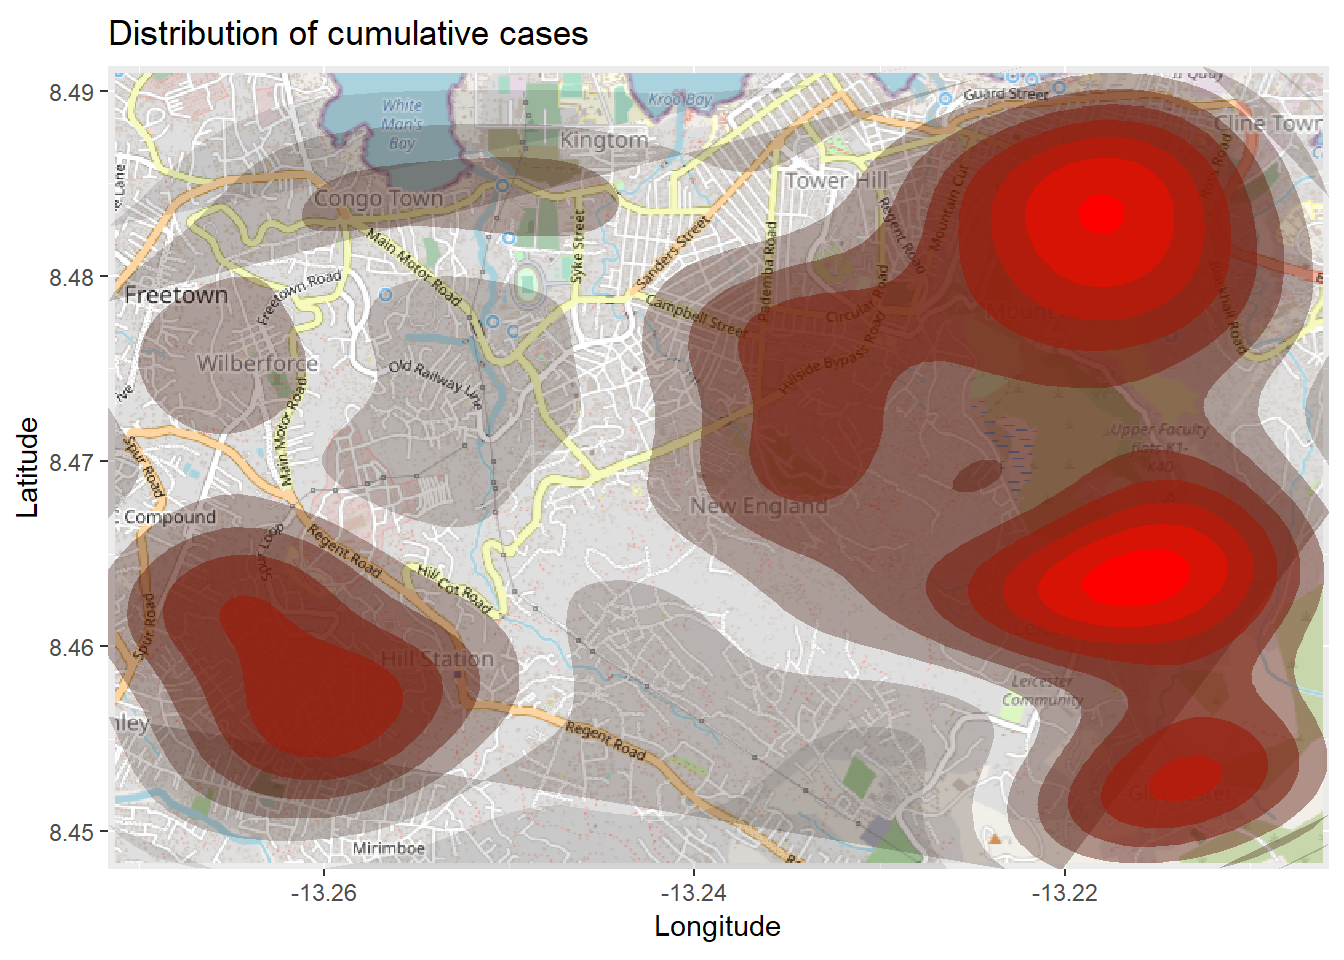 Distribution of cumulative cases
Latitude
8.49
8.48
8.47
8.46
8.45
White
Man's
Bay
Kroo Bay
Guard Street
Cline Town
Kingtom
Lane
Tower Hill
Congo Town
Mountain Cut
Regent Road
Main Motor Road
Syke Street
Sanders Street
Pademba Road
Freetown
Freetown Road
Campbell Street
Circular Road
Hillside Bypass Road
Wilberforce
Old Railway Line
Main Motor Road
Spur Road
Upper Faculty
flats K1-
K40
New England
Compound
Regent Road
Hill Cot Road
Spur Road
Hill Station
Leicester
Community
Regent Road
Mirimboe
-13.26
-13.24
-13.22
Longitude